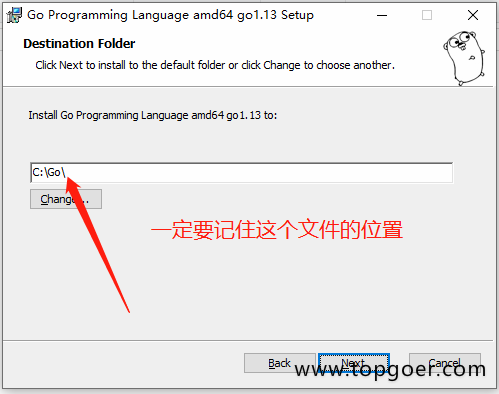 Go Programming Language amd64 go1.13 Setup
Destination Folder
Click Next to install to the default folder or click Change to choose another.
Install Go Programming Language amd64 go1.13 to:
C:\Go\
Change...
一定要记住这个文件的位置
Back Next Cancel
www.topgoer.com